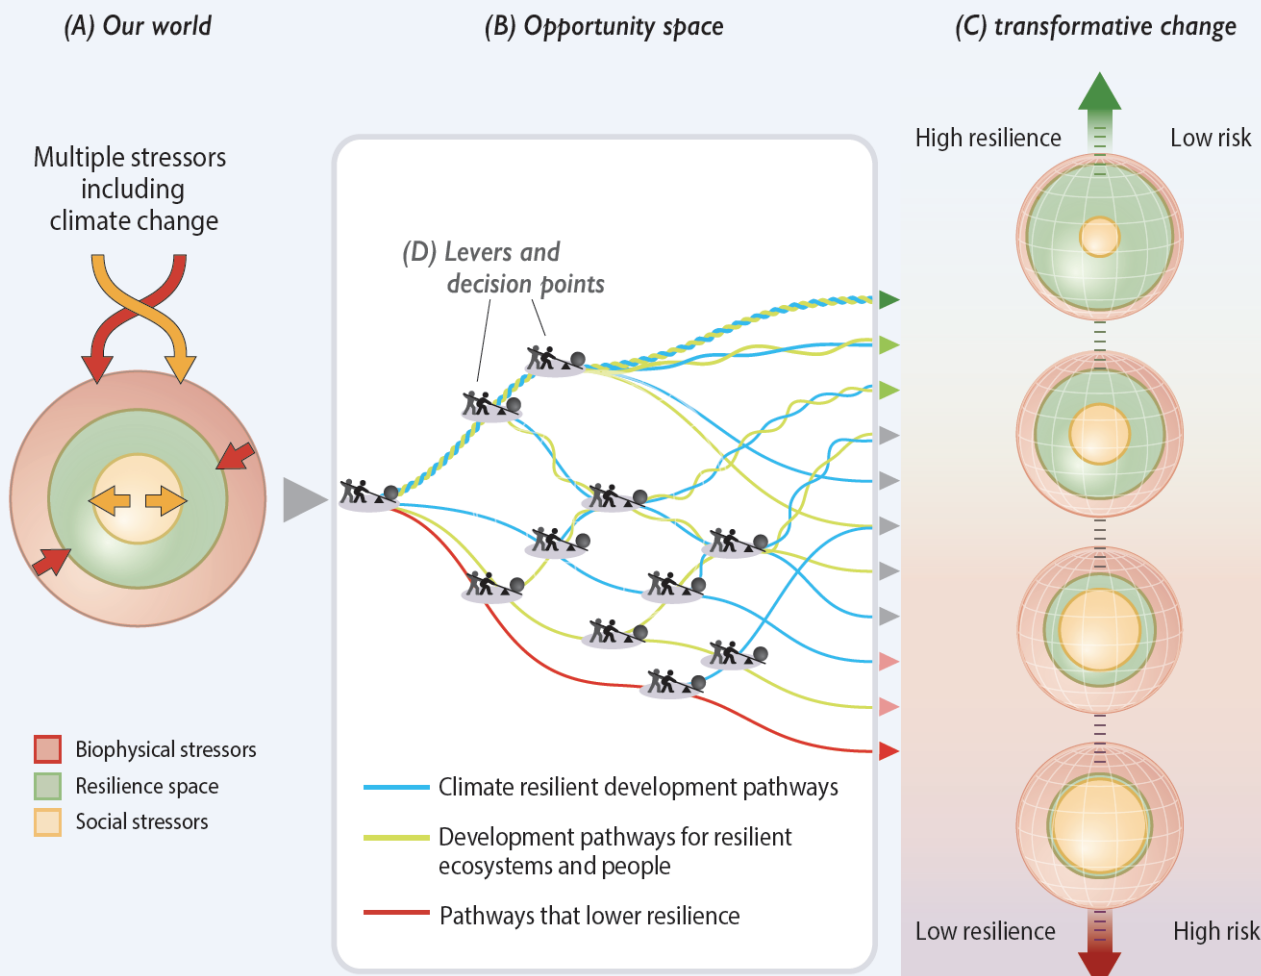 (A) Our world
(B) Opportunity space
(C) transformative change
Multiple stressors
including
climate change
(D) Levers and
decision points
High resilience
Low risk
Biophysical stressors
Resilience space
Social stressors
Climate resilient development pathways
Development pathways for resilient
ecosystems and people
Pathways that lower resilience
Low resilience
High risk